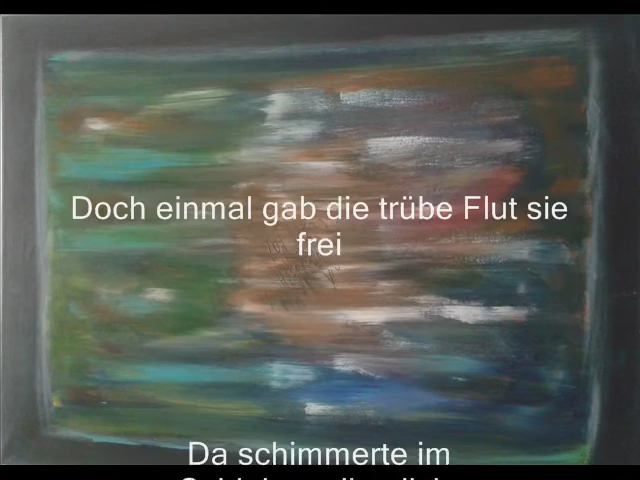 Doch einmal gab die trübe Flut sie
frei
Da schimmerte im